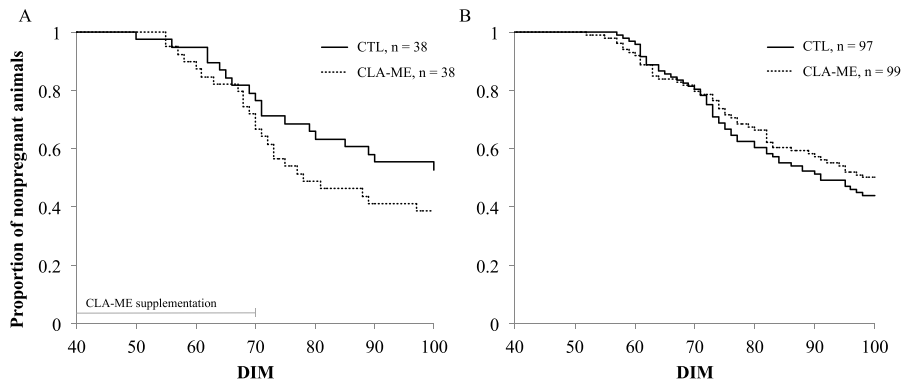 A
Proportion of nonpregnant animals
1
0.8
0.6
0.4
0.2
0
CTL, n = 38
CLA-ME, n = 38
CLA-ME supplementation
40 50 60 70 80 90 100
DIM
B
1
0.8
0.6
0.4
0.2
0
CTL, n = 97
CLA-ME, n = 99
40 50 60 70 80 90 100
DIM